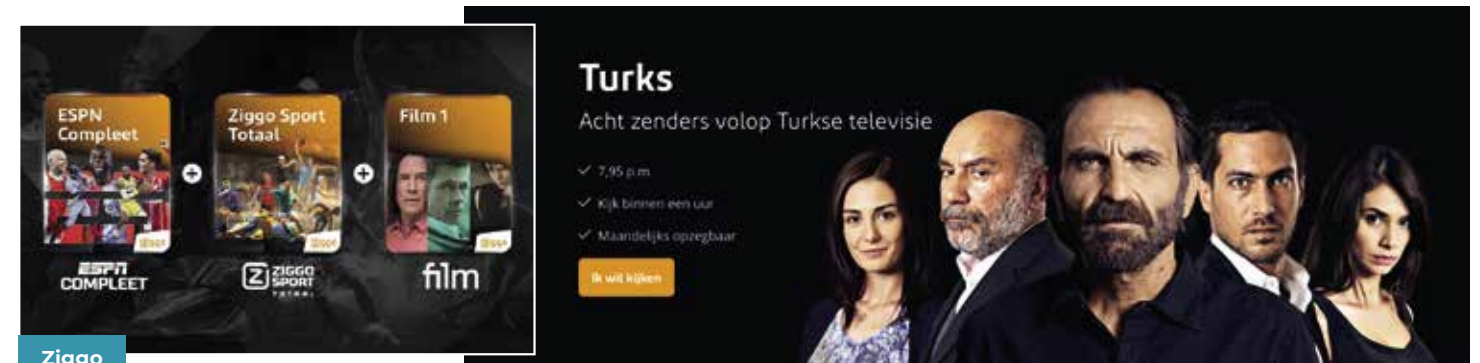 ESPN
Compleet
Ziggo Sport
Totaal
Film 1
ESPN
COMPLEET
Z ZIGGO
SPORT
TOTAAL
film
Ziggo
Turks
Acht zenders volop Turkse televisie
7,95 p.m
Kijk binnen een uur
Maandelijks opzegbaar
Ik wil kijken